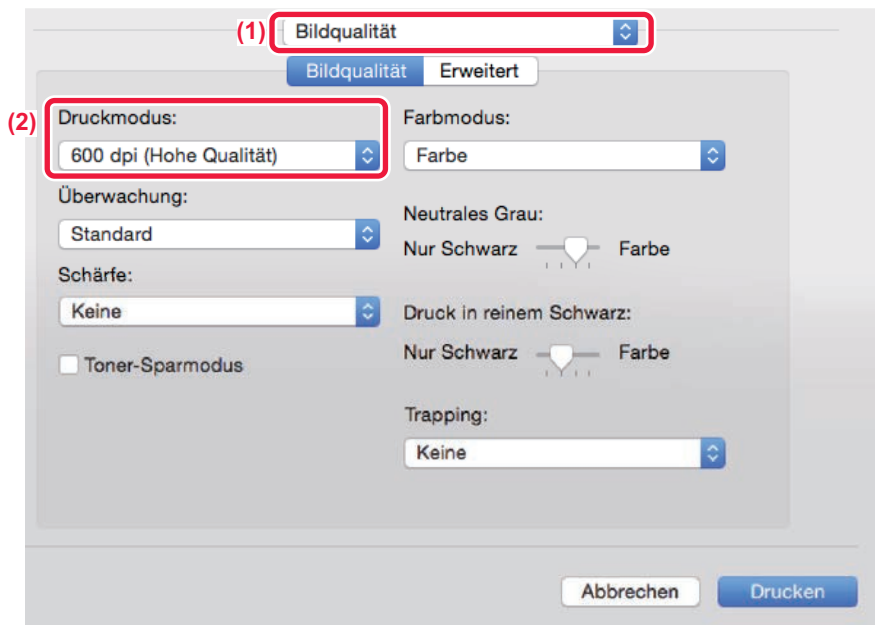 (1) Bildqualität
Bildqualität Erweitert
(2) Druckmodus:
600 dpi (Hohe Qualität)
Überwachung:
Standard
Schärfe:
Keine
Toner-Sparmodus
Farbmodus:
Farbe
Neutrales Grau:
Nur Schwarz Farbe
Druck in reinem Schwarz:
Nur Schwarz Farbe
Trapping:
Keine
Abbrechen Drucken